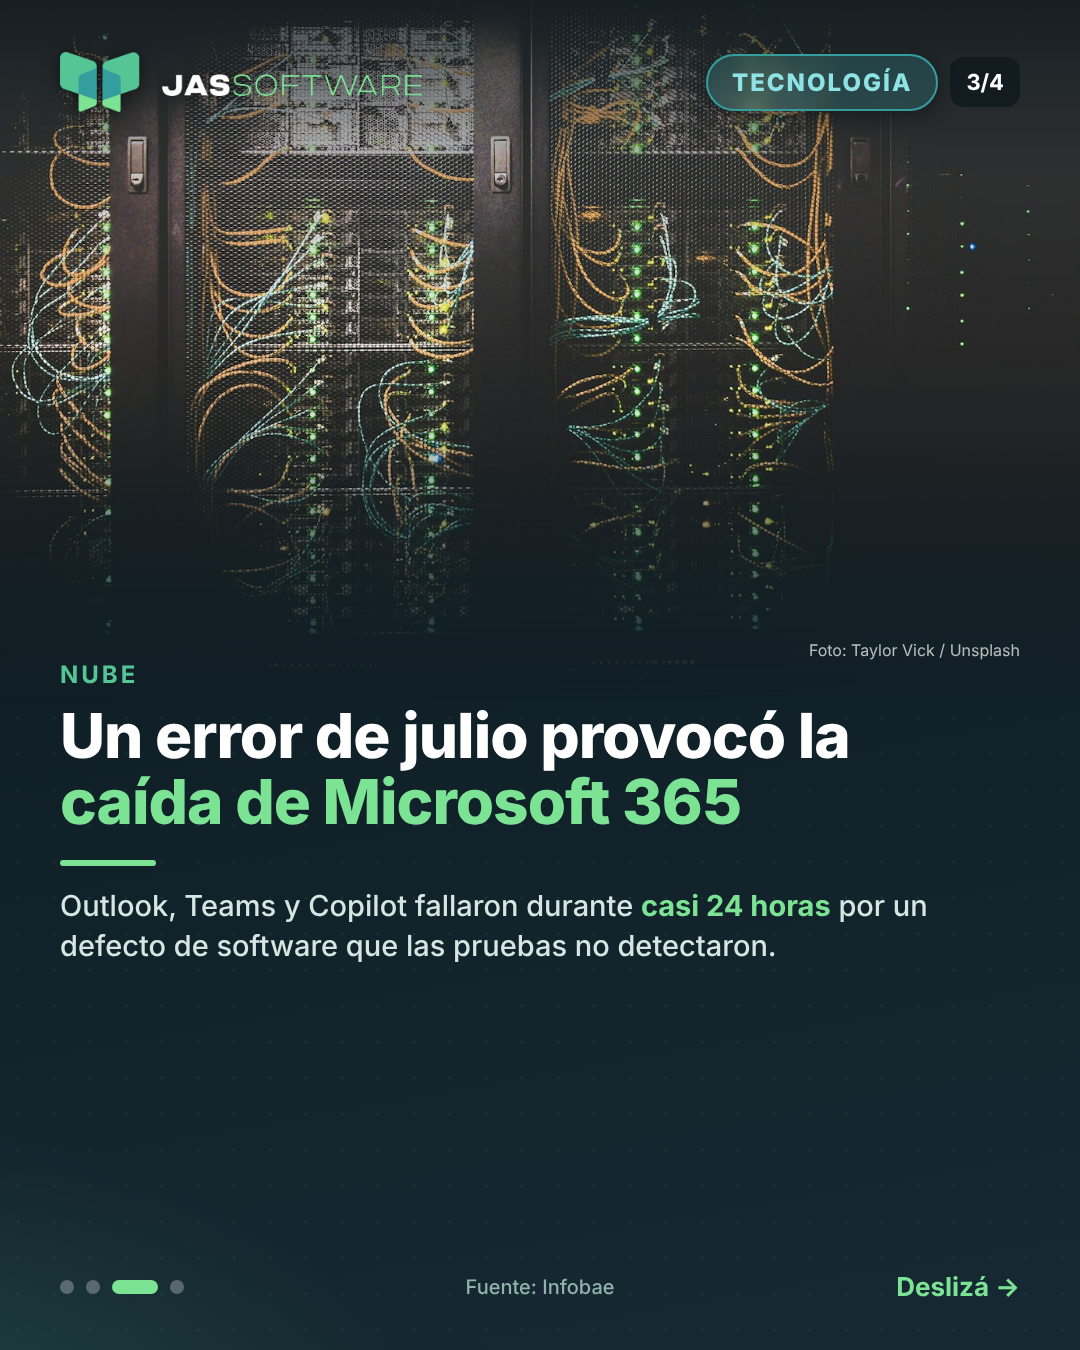 JASSOFTWARE
TECNOLOGÍA
3/4
Foto: Taylor Vick / Unsplash
NUBE
Un error de julio provocó la
caída de Microsoft 365
Outlook, Teams y Copilot fallaron durante casi 24 horas por un
defecto de software que las pruebas no detectaron.
Fuente: Infobae
Deslizá →